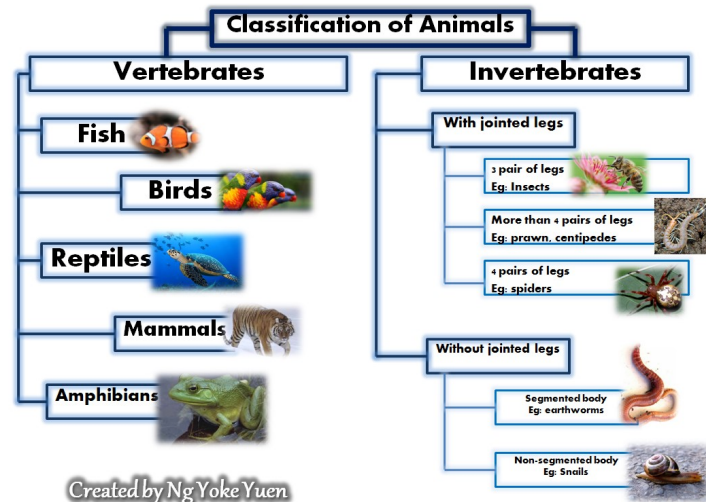 Classification of Animals
Vertebrates
Fish
Birds
Reptiles
Mammals
Amphibians
Invertebrates
With jointed legs
3 pair of legs
Eg: Insects
More than 4 pairs of legs
Eg: prawn, centipedes
4 pairs of legs
Eg: spiders
Without jointed legs
Segmented body
Eg: earthworms
Non-segmented body
Eg: Snails
Created by Ng Yoke Yuen